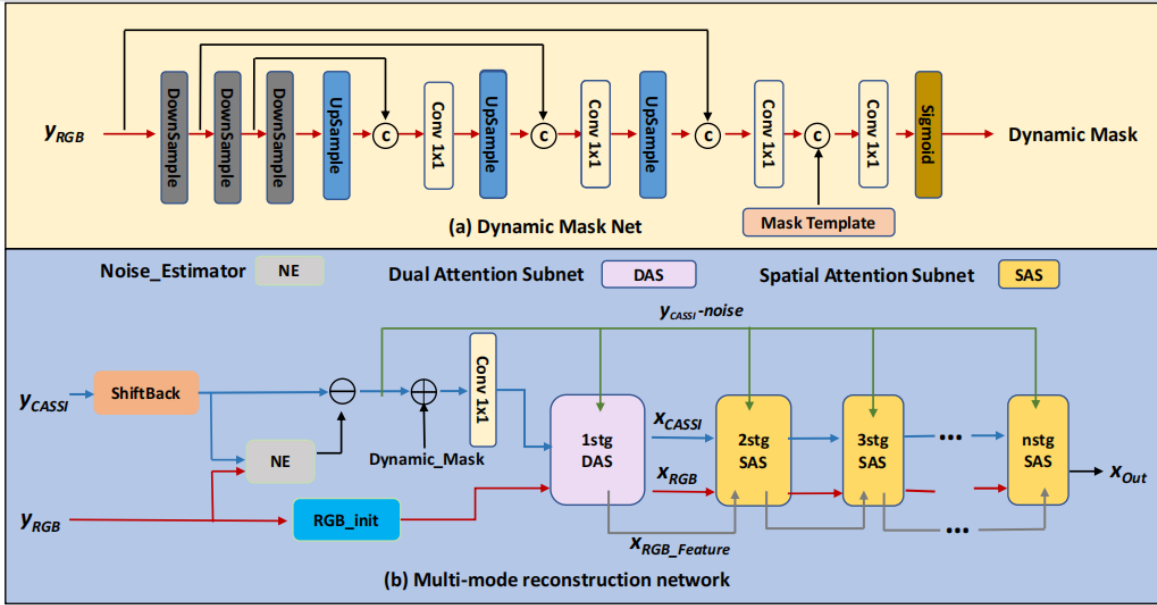 y_RGB
DownSample
DownSample
DownSample
UpSample
c
Conv 1x1
UpSample
c
Conv 1x1
UpSample
c
Conv 1x1
c
Conv 1x1
Sigmoid
Dynamic Mask
Mask Template
(a) Dynamic Mask Net
Noise_Estimator
NE
Dual Attention Subnet
DAS
Spatial Attention Subnet
SAS
y_CASSI-noise
y_CASSI
ShiftBack
Conv 1x1
NE
Dynamic_Mask
1stg
DAS
x_CASSI
2stg
SAS
3stg
SAS
...
nstg
SAS
x_Out
x_RGB
y_RGB
RGB_init
x_RGB_Feature
...
(b) Multi-mode reconstruction network